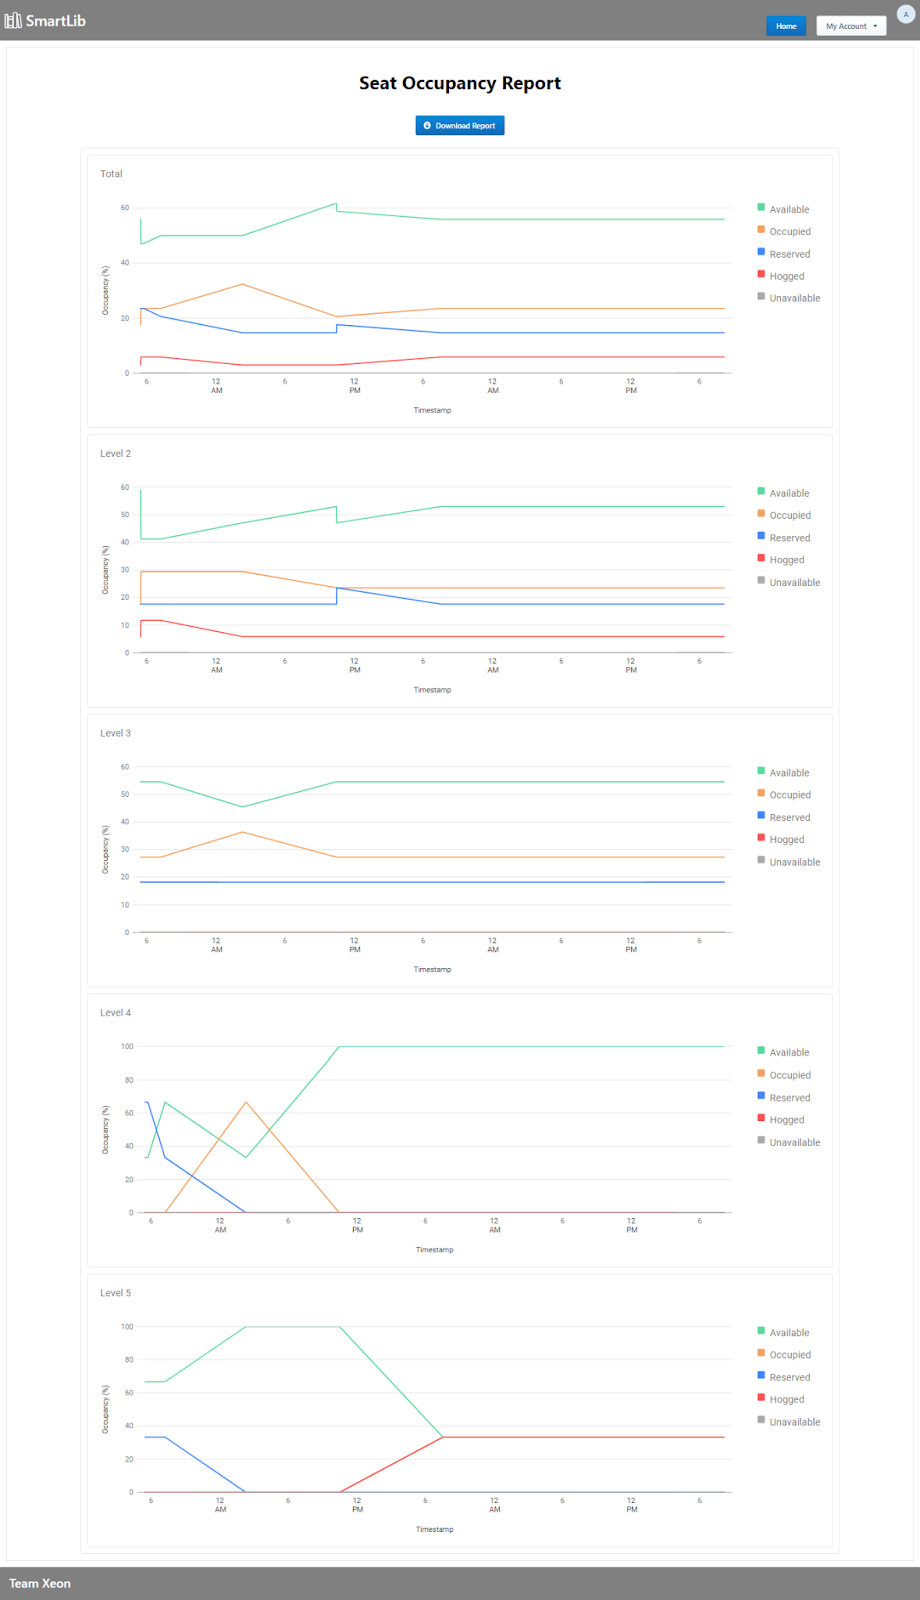 SmartLib
Home
My Account
A
Seat Occupancy Report
Download Report
Total
60
40
20
0
Occupancy (%)
6 12 AM 6 12 PM 6 12 AM 6 12 PM 6
Timestamp
Available
Occupied
Reserved
Hogged
Unavailable
Level 2
60
50
40
30
20
10
0
Occupancy (%)
6 12 AM 6 12 PM 6 12 AM 6 12 PM 6
Timestamp
Available
Occupied
Reserved
Hogged
Unavailable
Level 3
60
50
40
30
20
10
0
Occupancy (%)
6 12 AM 6 12 PM 6 12 AM 6 12 PM 6
Timestamp
Available
Occupied
Reserved
Hogged
Unavailable
Level 4
100
80
60
40
20
0
Occupancy (%)
6 12 AM 6 12 PM 6 12 AM 6 12 PM 6
Timestamp
Available
Occupied
Reserved
Hogged
Unavailable
Level 5
100
80
60
40
20
0
Occupancy (%)
6 12 AM 6 12 PM 6 12 AM 6 12 PM 6
Timestamp
Available
Occupied
Reserved
Hogged
Unavailable
Team Xeon